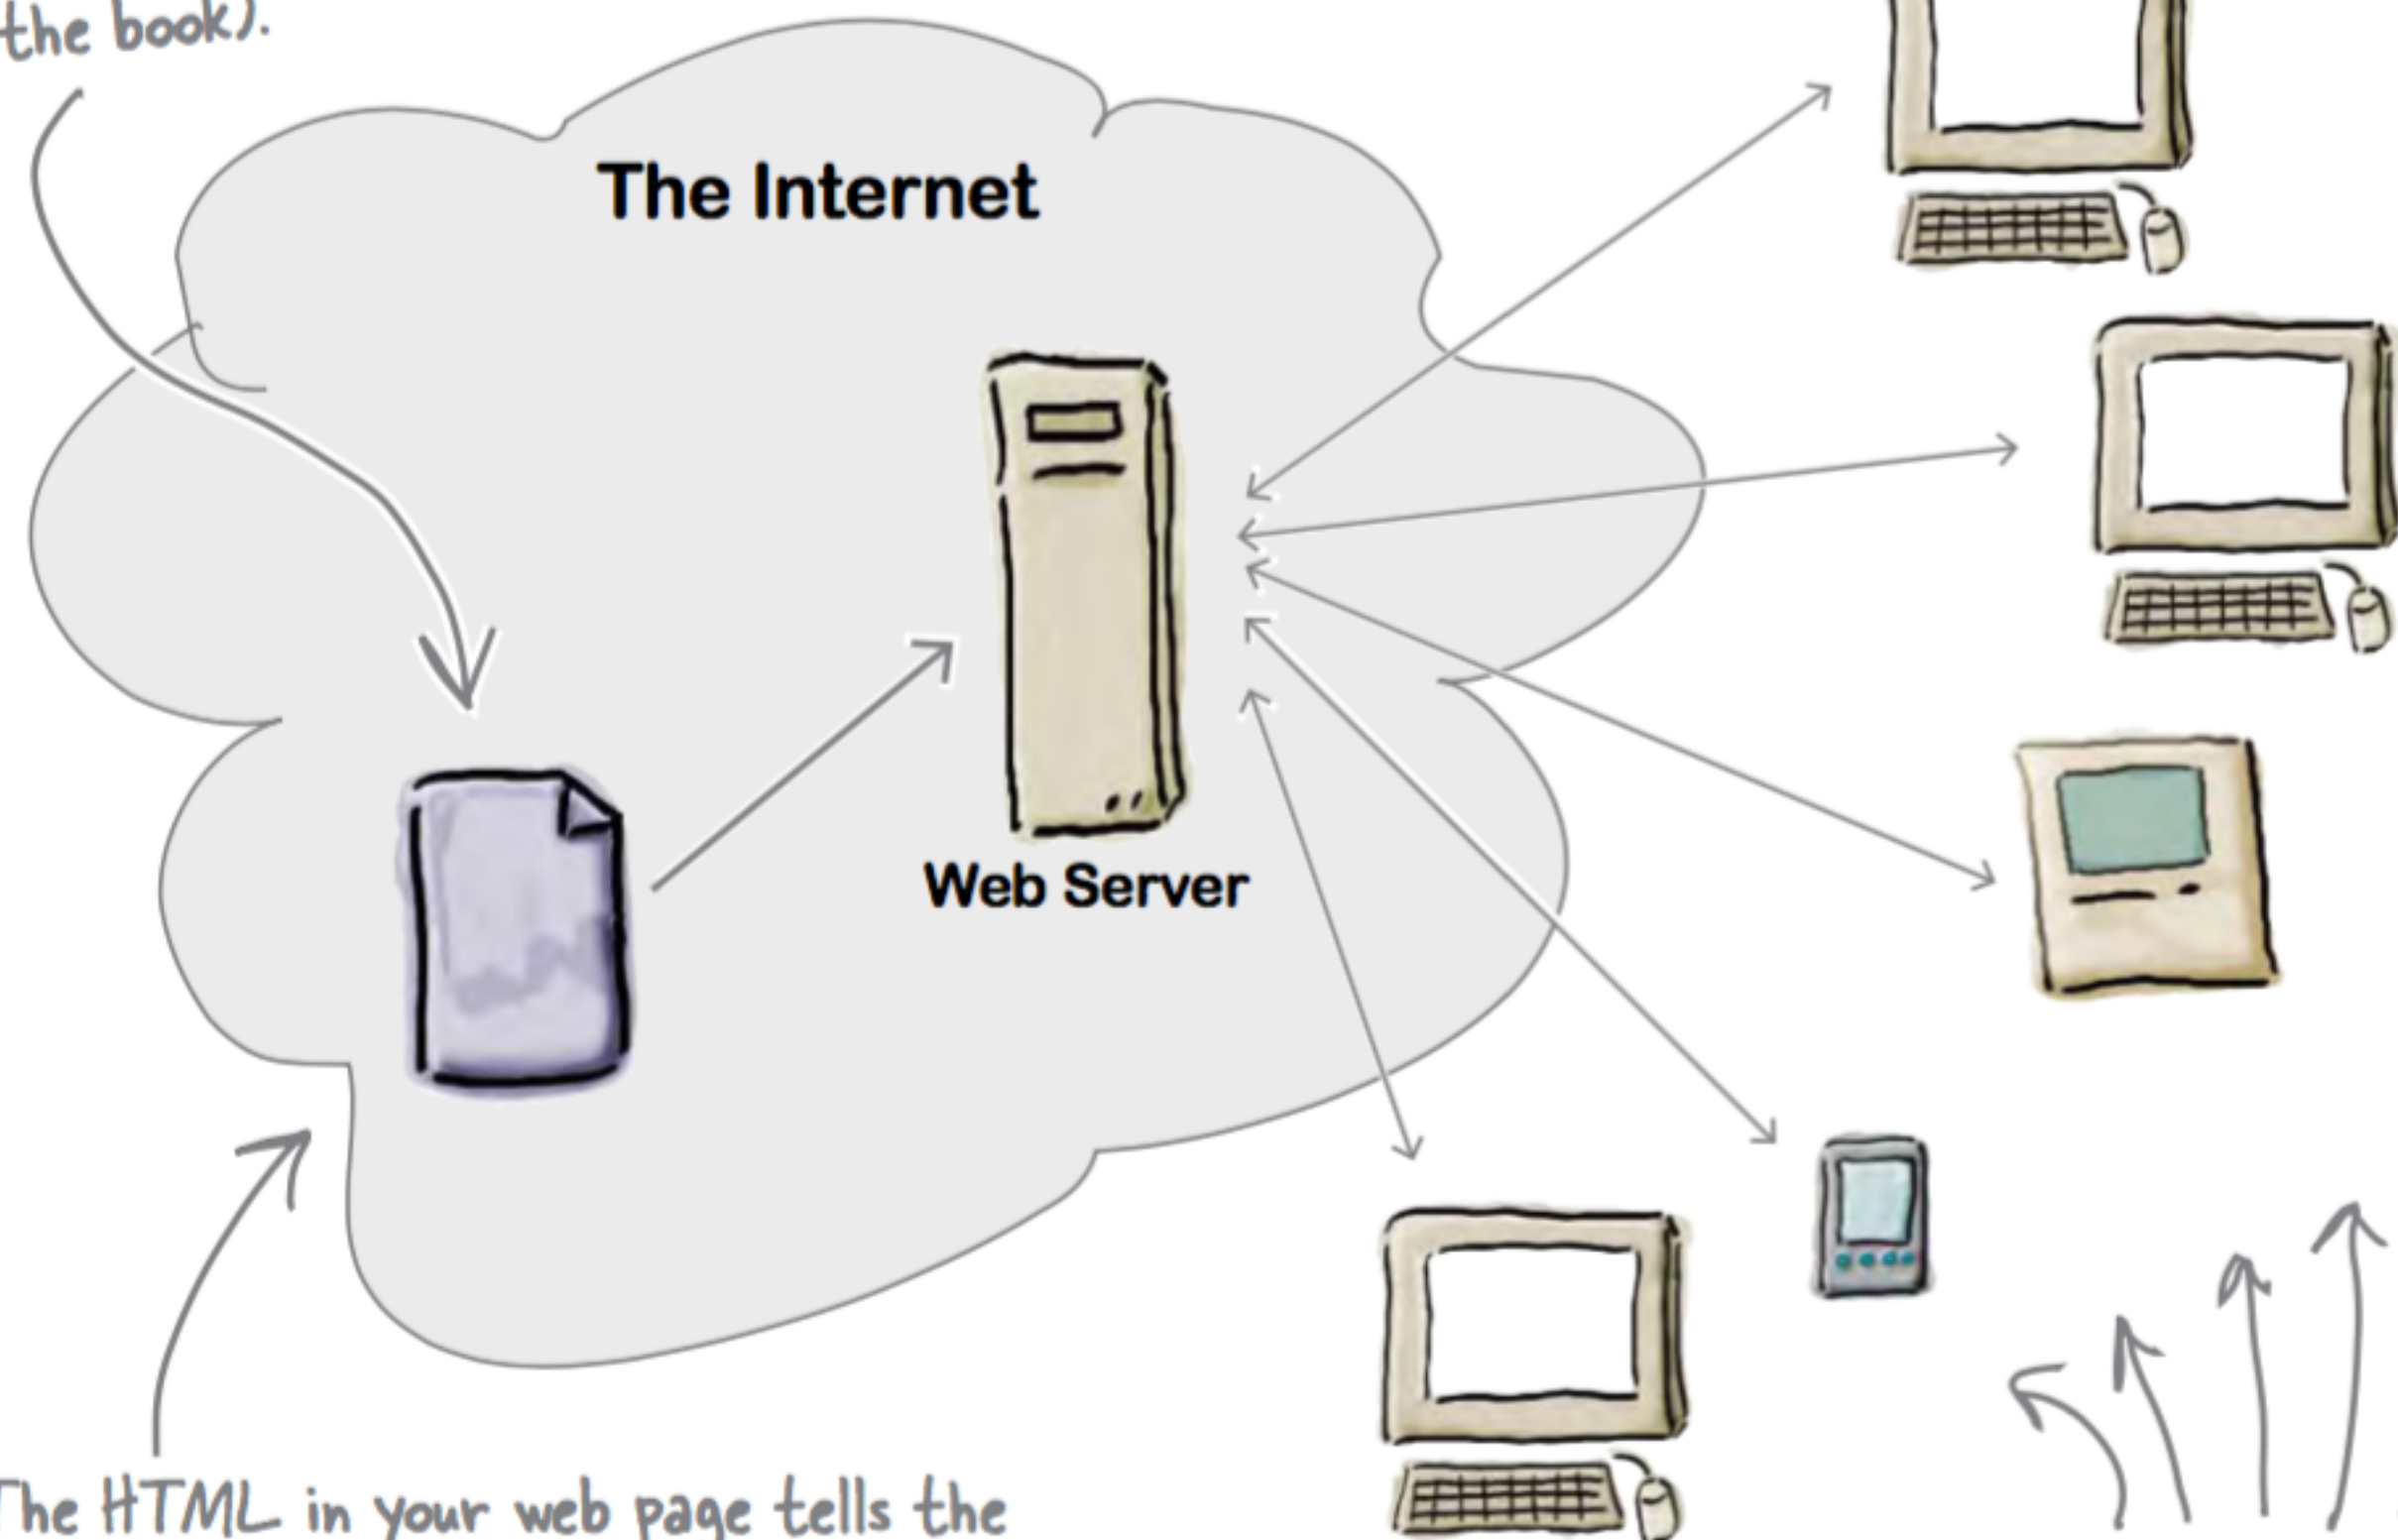 the book).
The Internet
Web Server
The HTML in your web page tells the